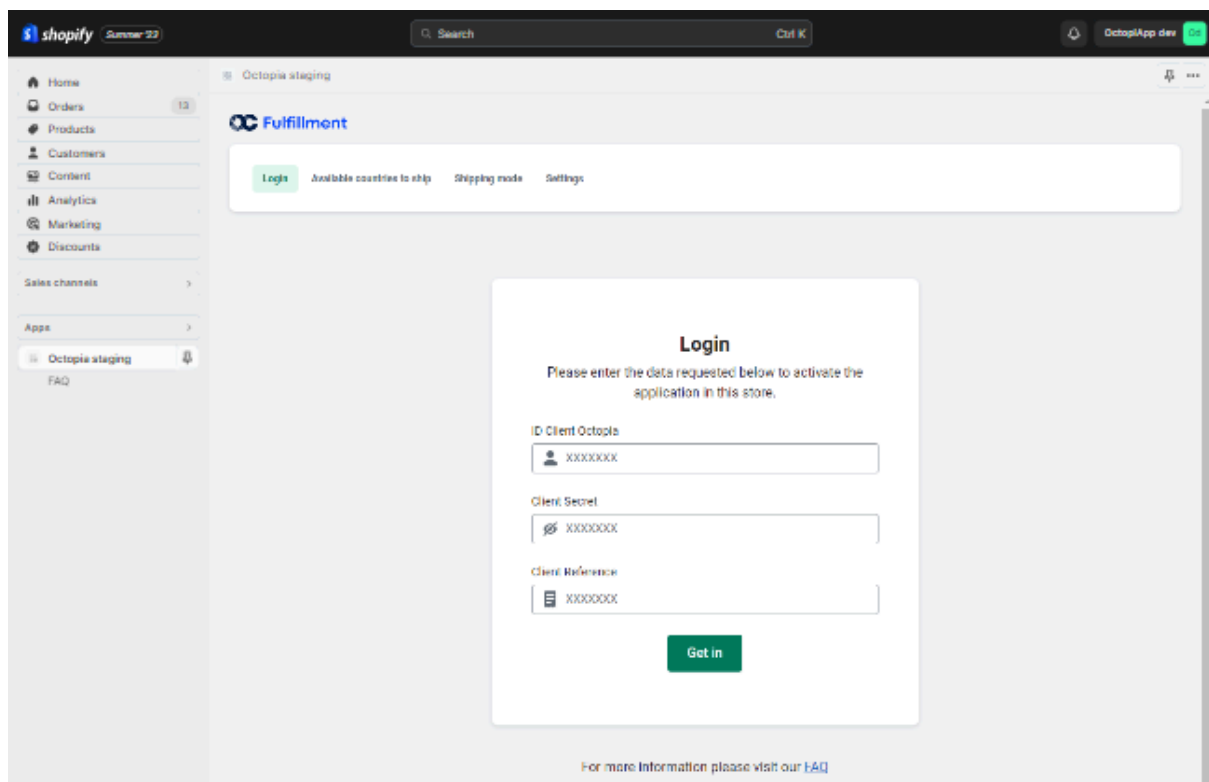 shopify Summer '23
Search Ctrl K
OctopiApp dev Od
Home
Orders 13
Products
Customers
Content
Analytics
Marketing
Discounts
Sales channels
Apps
Octopia staging
FAQ
Octopia staging
OC Fulfillment
Login Available countries to ship Shipping mode Settings
Login
Please enter the data requested below to activate the
application in this store.
ID Client Octopia
XXXXXXX
Client Secret
XXXXXXX
Client Reference
XXXXXXX
Get in
For more information please visit our FAQ